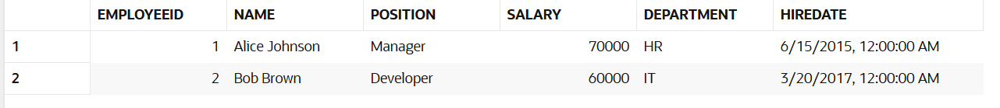 EMPLOYEEID NAME POSITION SALARY DEPARTMENT HIREDATE
1 1 Alice Johnson Manager 70000 HR 6/15/2015, 12:00:00 AM
2 2 Bob Brown Developer 60000 IT 3/20/2017, 12:00:00 AM